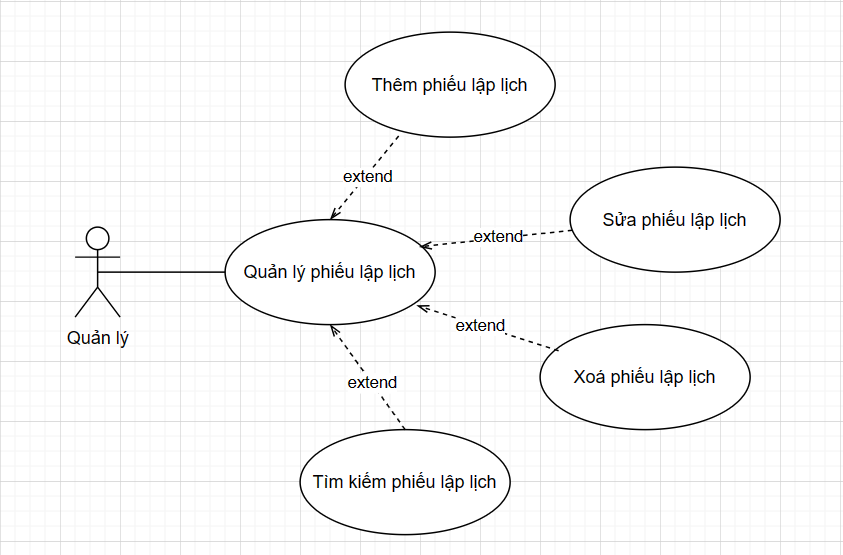 Thêm phiếu lập lịch
extend
Sửa phiếu lập lịch
extend
Quản lý phiếu lập lịch
extend
Quản lý
Xoá phiếu lập lịch
extend
Tìm kiếm phiếu lập lịch